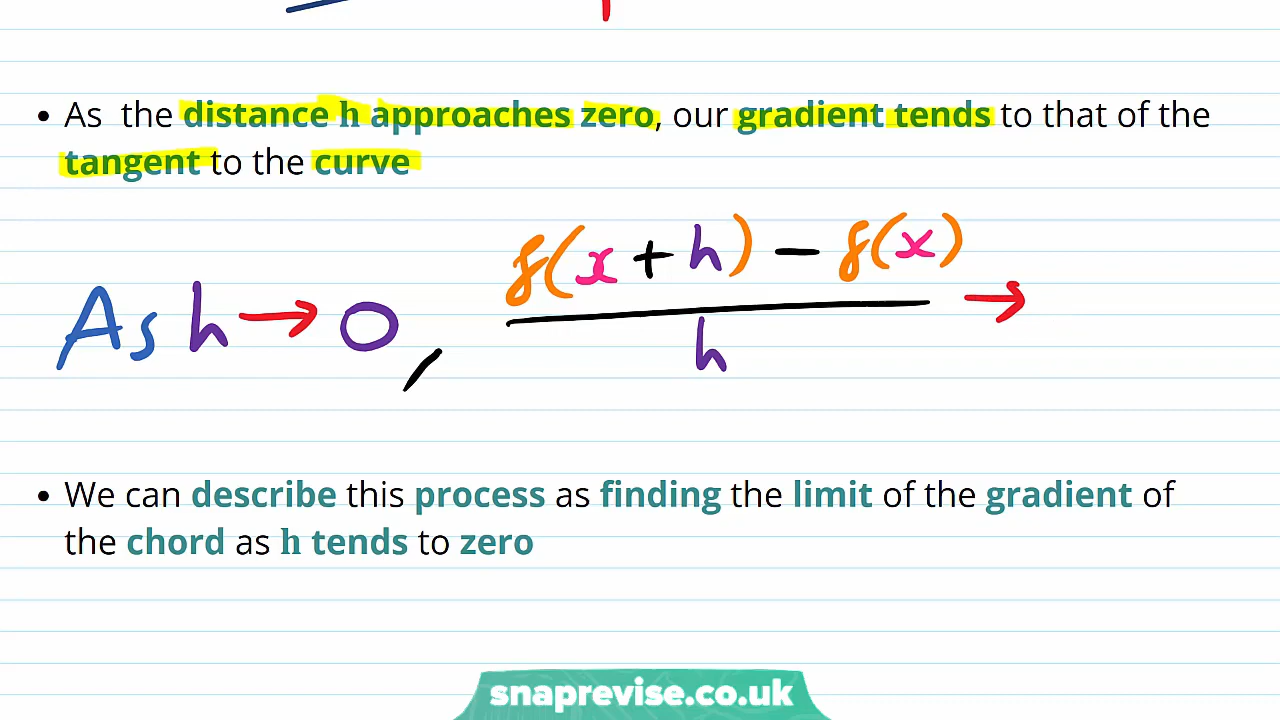 • As the distance h approaches zero, our gradient tends to that of the
tangent to the curve
f(x + h) - f(x)
As h → 0, →
h
• We can describe this process as finding the limit of the gradient of
the chord as h tends to zero
snaprevise.co.uk